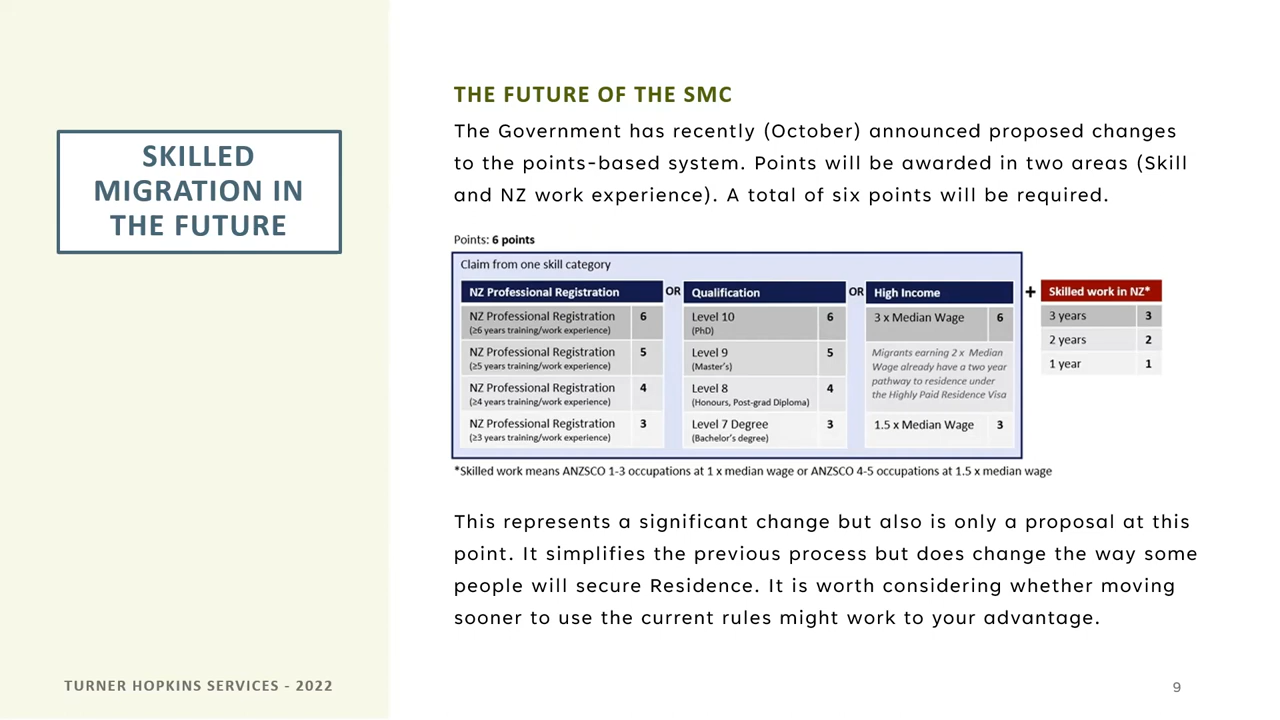 SKILLED
MIGRATION IN
THE FUTURE
THE FUTURE OF THE SMC
The Government has recently (October) announced proposed changes
to the points-based system. Points will be awarded in two areas (Skill
and NZ work experience). A total of six points will be required.
Points: 6 points
Claim from one skill category
NZ Professional Registration OR Qualification OR High Income + Skilled work in NZ*
NZ Professional Registration 6
(≥6 years training/work experience)
NZ Professional Registration 5
(≥5 years training/work experience)
NZ Professional Registration 4
(≥4 years training/work experience)
NZ Professional Registration 3
(≥3 years training/work experience)
Level 10 6
(PhD)
Level 9 5
(Master's)
Level 8 4
(Honours, Post-grad Diploma)
Level 7 Degree 3
(Bachelor's degree)
3 x Median Wage 6
Migrants earning 2 x Median
Wage already have a two year
pathway to residence under
the Highly Paid Residence Visa
1.5 x Median Wage 3
3 years 3
2 years 2
1 year 1
*Skilled work means ANZSCO 1-3 occupations at 1 x median wage or ANZSCO 4-5 occupations at 1.5 x median wage
This represents a significant change but also is only a proposal at this
point. It simplifies the previous process but does change the way some
people will secure Residence. It is worth considering whether moving
sooner to use the current rules might work to your advantage.
TURNER HOPKINS SERVICES - 2022
9